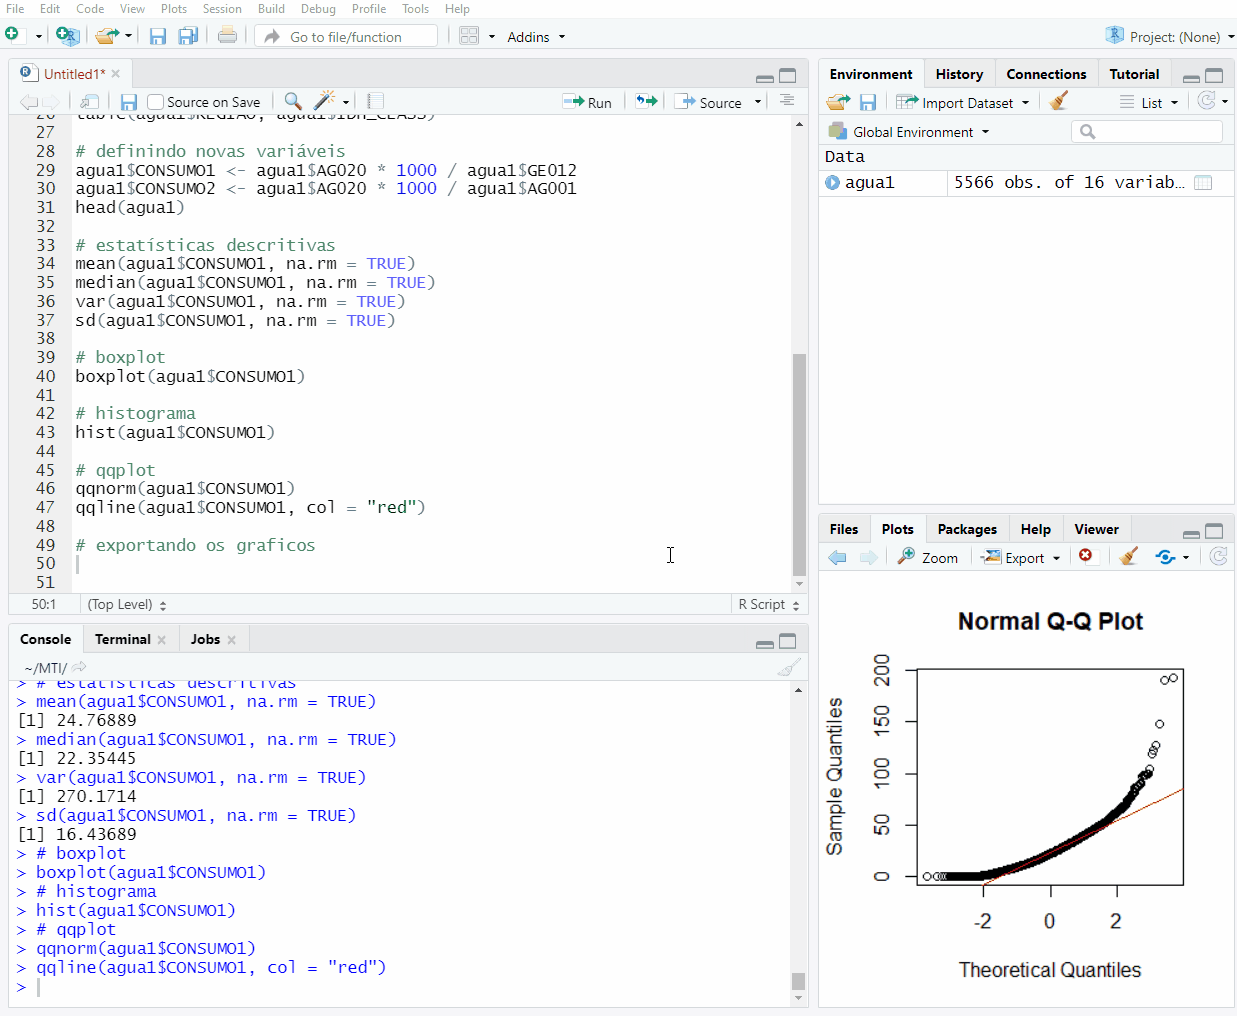 File Edit Code View Plots Session Build Debug Profile Tools Help
Go to file/function Addins Project: (None)
Untitled1*
Source on Save Run Source
26 table(agua1$REGIAO, agua1$IDH_CLASS)
27
28 # definindo novas variáveis
29 agua1$CONSUMO1 <- agua1$AG020 * 1000 / agua1$GE012
30 agua1$CONSUMO2 <- agua1$AG020 * 1000 / agua1$AG001
31 head(agua1)
32
33 # estatísticas descritivas
34 mean(agua1$CONSUMO1, na.rm = TRUE)
35 median(agua1$CONSUMO1, na.rm = TRUE)
36 var(agua1$CONSUMO1, na.rm = TRUE)
37 sd(agua1$CONSUMO1, na.rm = TRUE)
38
39 # boxplot
40 boxplot(agua1$CONSUMO1)
41
42 # histograma
43 hist(agua1$CONSUMO1)
44
45 # qqplot
46 qqnorm(agua1$CONSUMO1)
47 qqline(agua1$CONSUMO1, col = "red")
48
49 # exportando os graficos
50
51
50:1 (Top Level) R Script
Console Terminal Jobs
~/MTI/
> # estatísticas descritivas
> mean(agua1$CONSUMO1, na.rm = TRUE)
[1] 24.76889
> median(agua1$CONSUMO1, na.rm = TRUE)
[1] 22.35445
> var(agua1$CONSUMO1, na.rm = TRUE)
[1] 270.1714
> sd(agua1$CONSUMO1, na.rm = TRUE)
[1] 16.43689
> # boxplot
> boxplot(agua1$CONSUMO1)
> # histograma
> hist(agua1$CONSUMO1)
> # qqplot
> qqnorm(agua1$CONSUMO1)
> qqline(agua1$CONSUMO1, col = "red")
>
Environment History Connections Tutorial
Import Dataset List
Global Environment
Data
agua1 5566 obs. of 16 variab...
Files Plots Packages Help Viewer
Zoom Export
Normal Q-Q Plot
Sample Quantiles
200
150
100
50
0
-2 0 2
Theoretical Quantiles